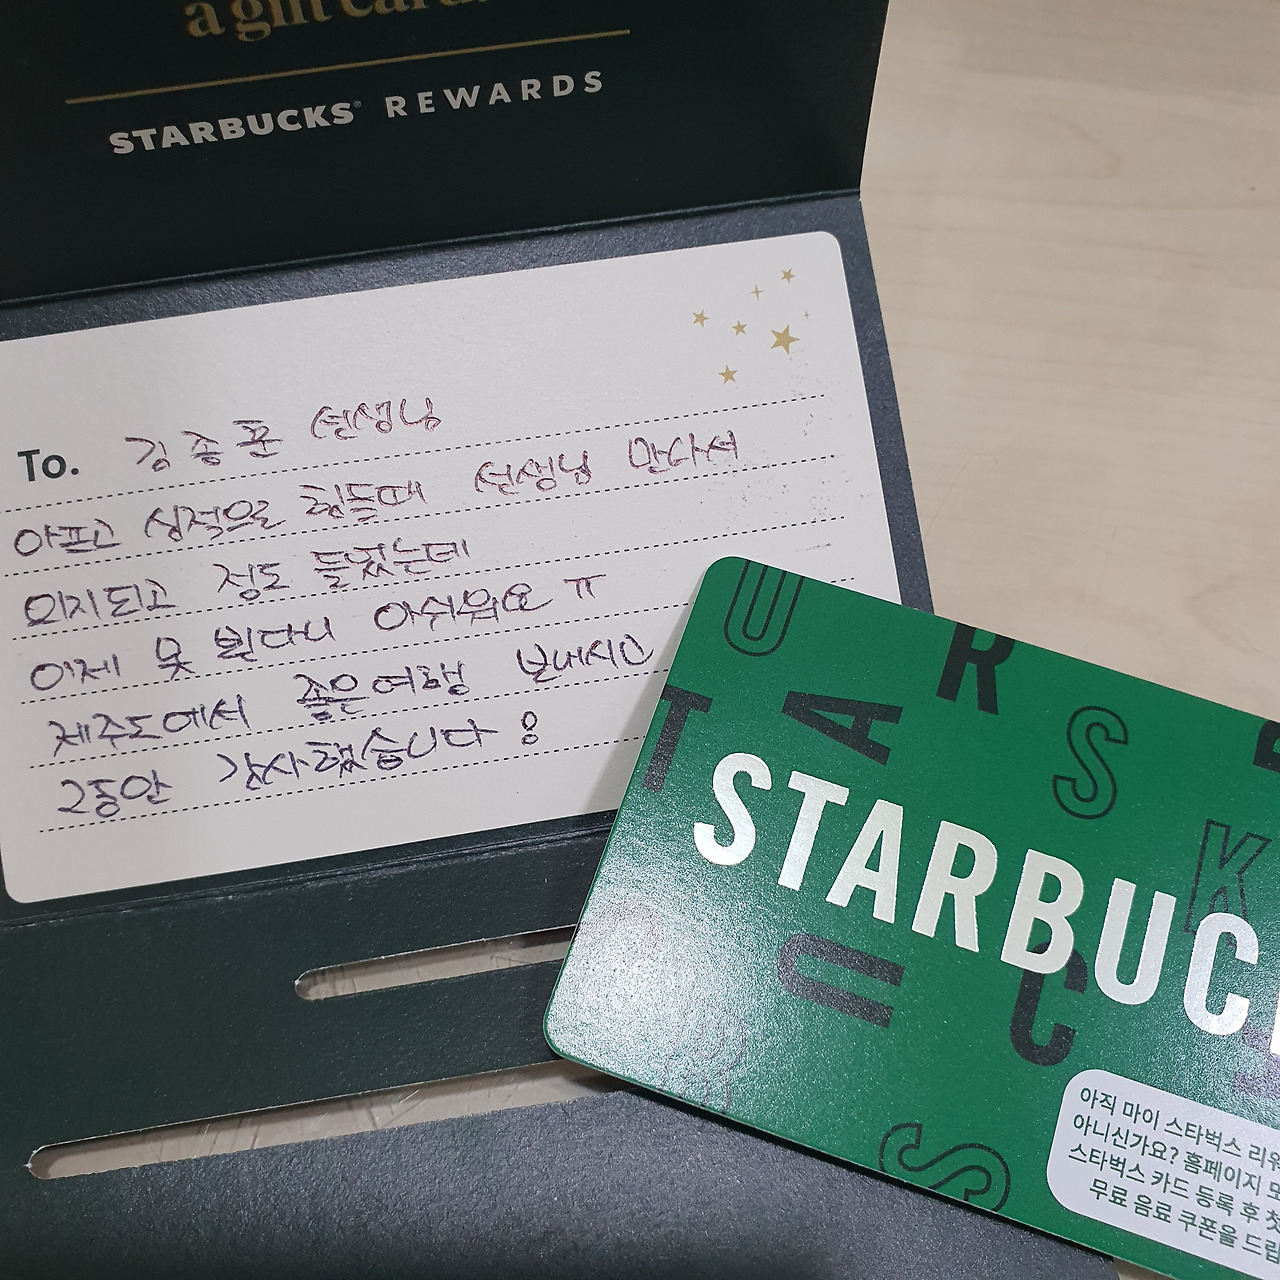 a gift card
STARBUCKS® REWARDS
To. 김종훈 선생님
아프고 심적으로 힘들때 선생님 만나서
의지되고 정도 들었는데
이제 못 뵌다니 아쉬워요 ㅠ
제주도에서 좋은여행 보내시고
그동안 감사했습니다
STARBUC
아직 마이 스타벅스 리워
아니신가요? 홈페이지 또
스타벅스 카드 등록 후 첫
무료 음료 쿠폰을 드립